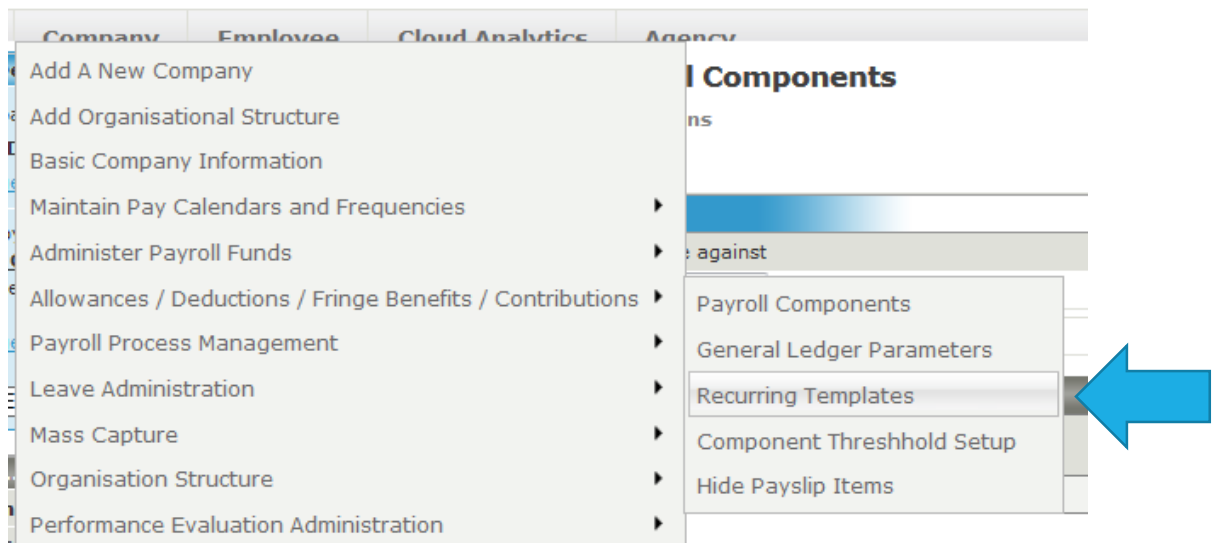 Company Employee Cloud Analytics Agency
Add A New Company
l Components
Add Organisational Structure
ns
Basic Company Information
Maintain Pay Calendars and Frequencies
Administer Payroll Funds
against
Allowances / Deductions / Fringe Benefits / Contributions
Payroll Components
Payroll Process Management
General Ledger Parameters
Leave Administration
Recurring Templates
Mass Capture
Component Threshhold Setup
Organisation Structure
Hide Payslip Items
Performance Evaluation Administration